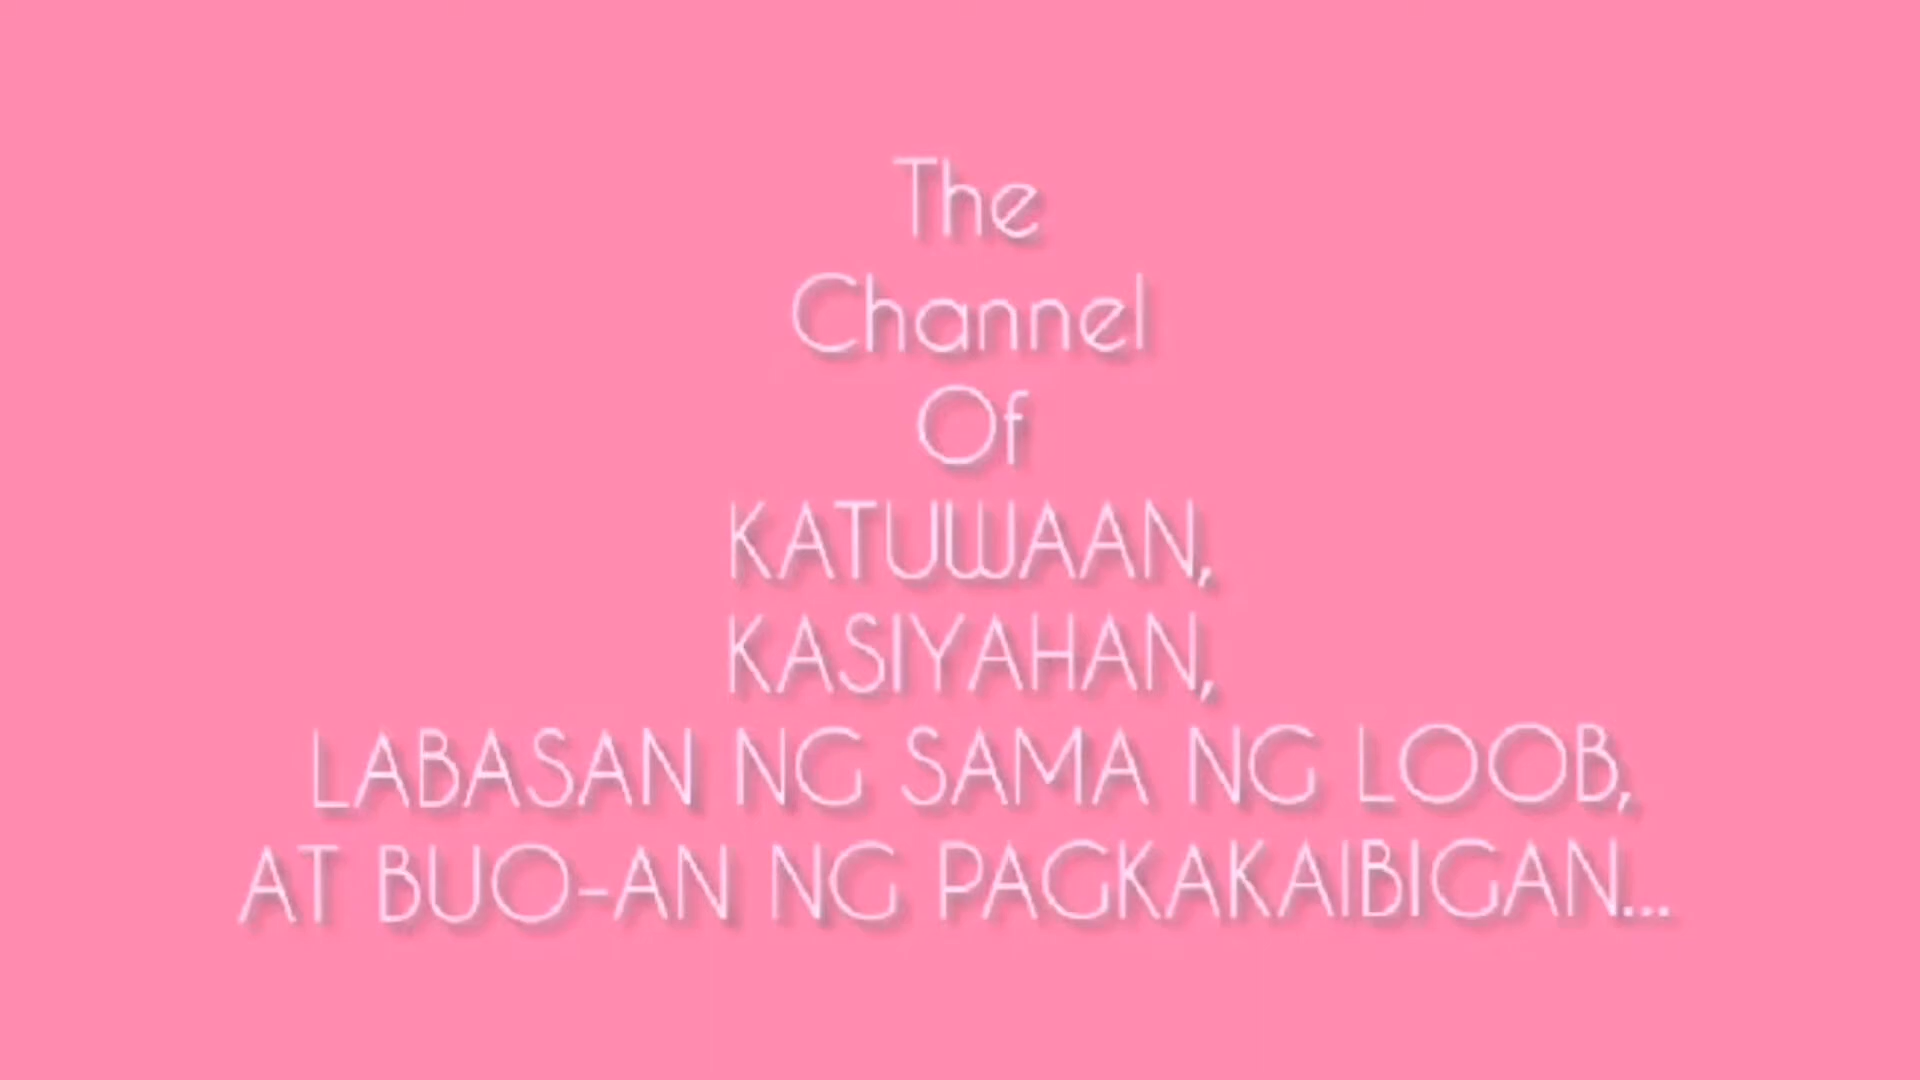 The
Channel
Of
KATUWAAN,
KASIYAHAN,
LABASAN NG SAMA NG LOOB,
AT BUO-AN NG PAGKAKAIBIGAN...